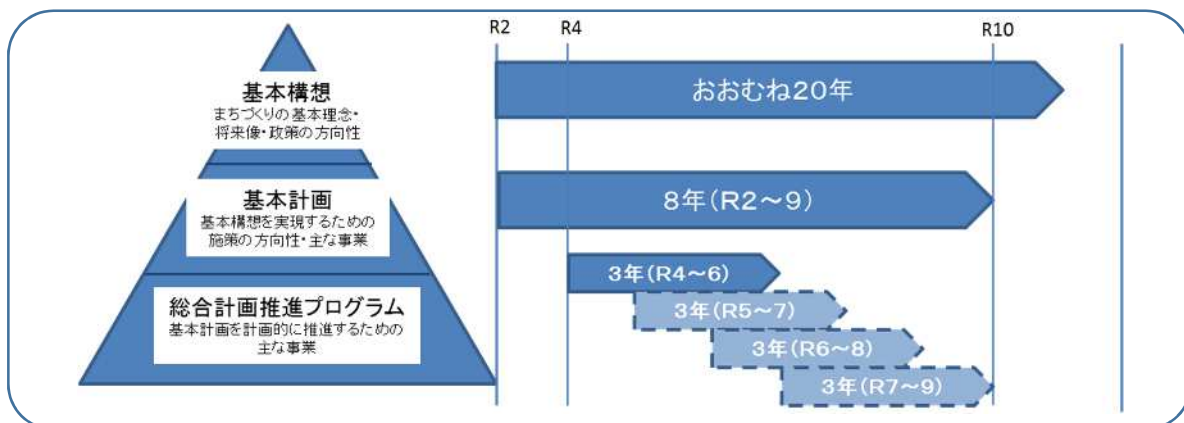 R2
R4
R10
基本構想
まちづくりの基本理念・
将来像・政策の方向性
おおむね20年
基本計画
基本構想を実現するための
施策の方向性・主な事業
8年(R2~9)
総合計画推進プログラム
基本計画を計画的に推進するための
主な事業
3年(R4~6)
3年(R5~7)
3年(R6~8)
3年(R7~9)